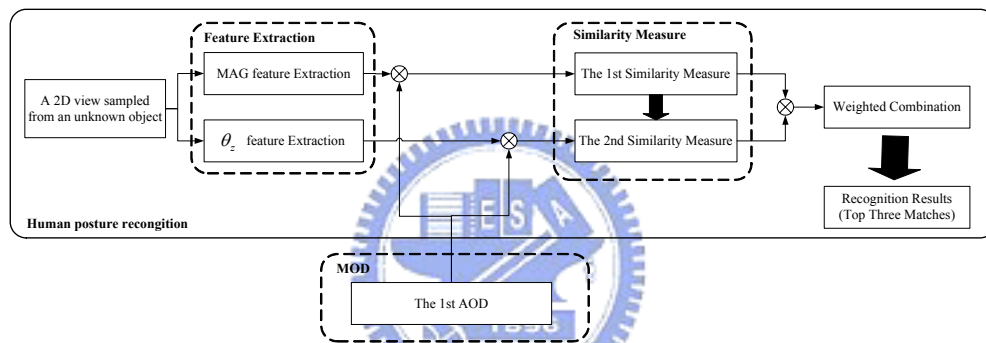 Feature Extraction
Similarity Measure
MAG feature Extraction
The 1st Similarity Measure
A 2D view sampled
from an unknown object
Weighted Combination
θz feature Extraction
The 2nd Similarity Measure
Recognition Results
(Top Three Matches)
Human posture recongition
ESA
MOD
The 1st AOD
1896